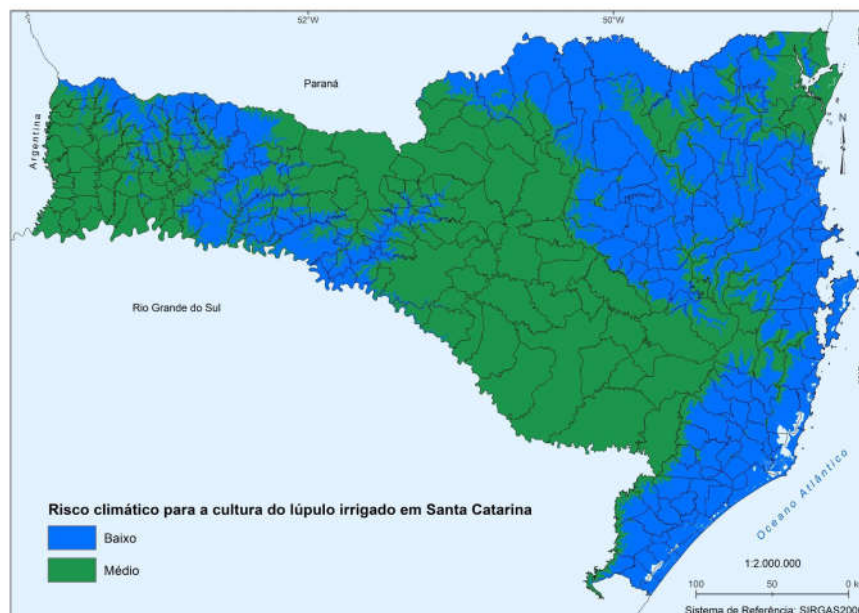 52°W
50°W
Paraná
N
Argentina
Rio Grande do Sul
Oceano Atlântico
Risco climático para a cultura do lúpulo irrigado em Santa Catarina
Baixo
Médio
1:2.000.000
100 50 0 k
Sistema de Referência: SIRGAS200